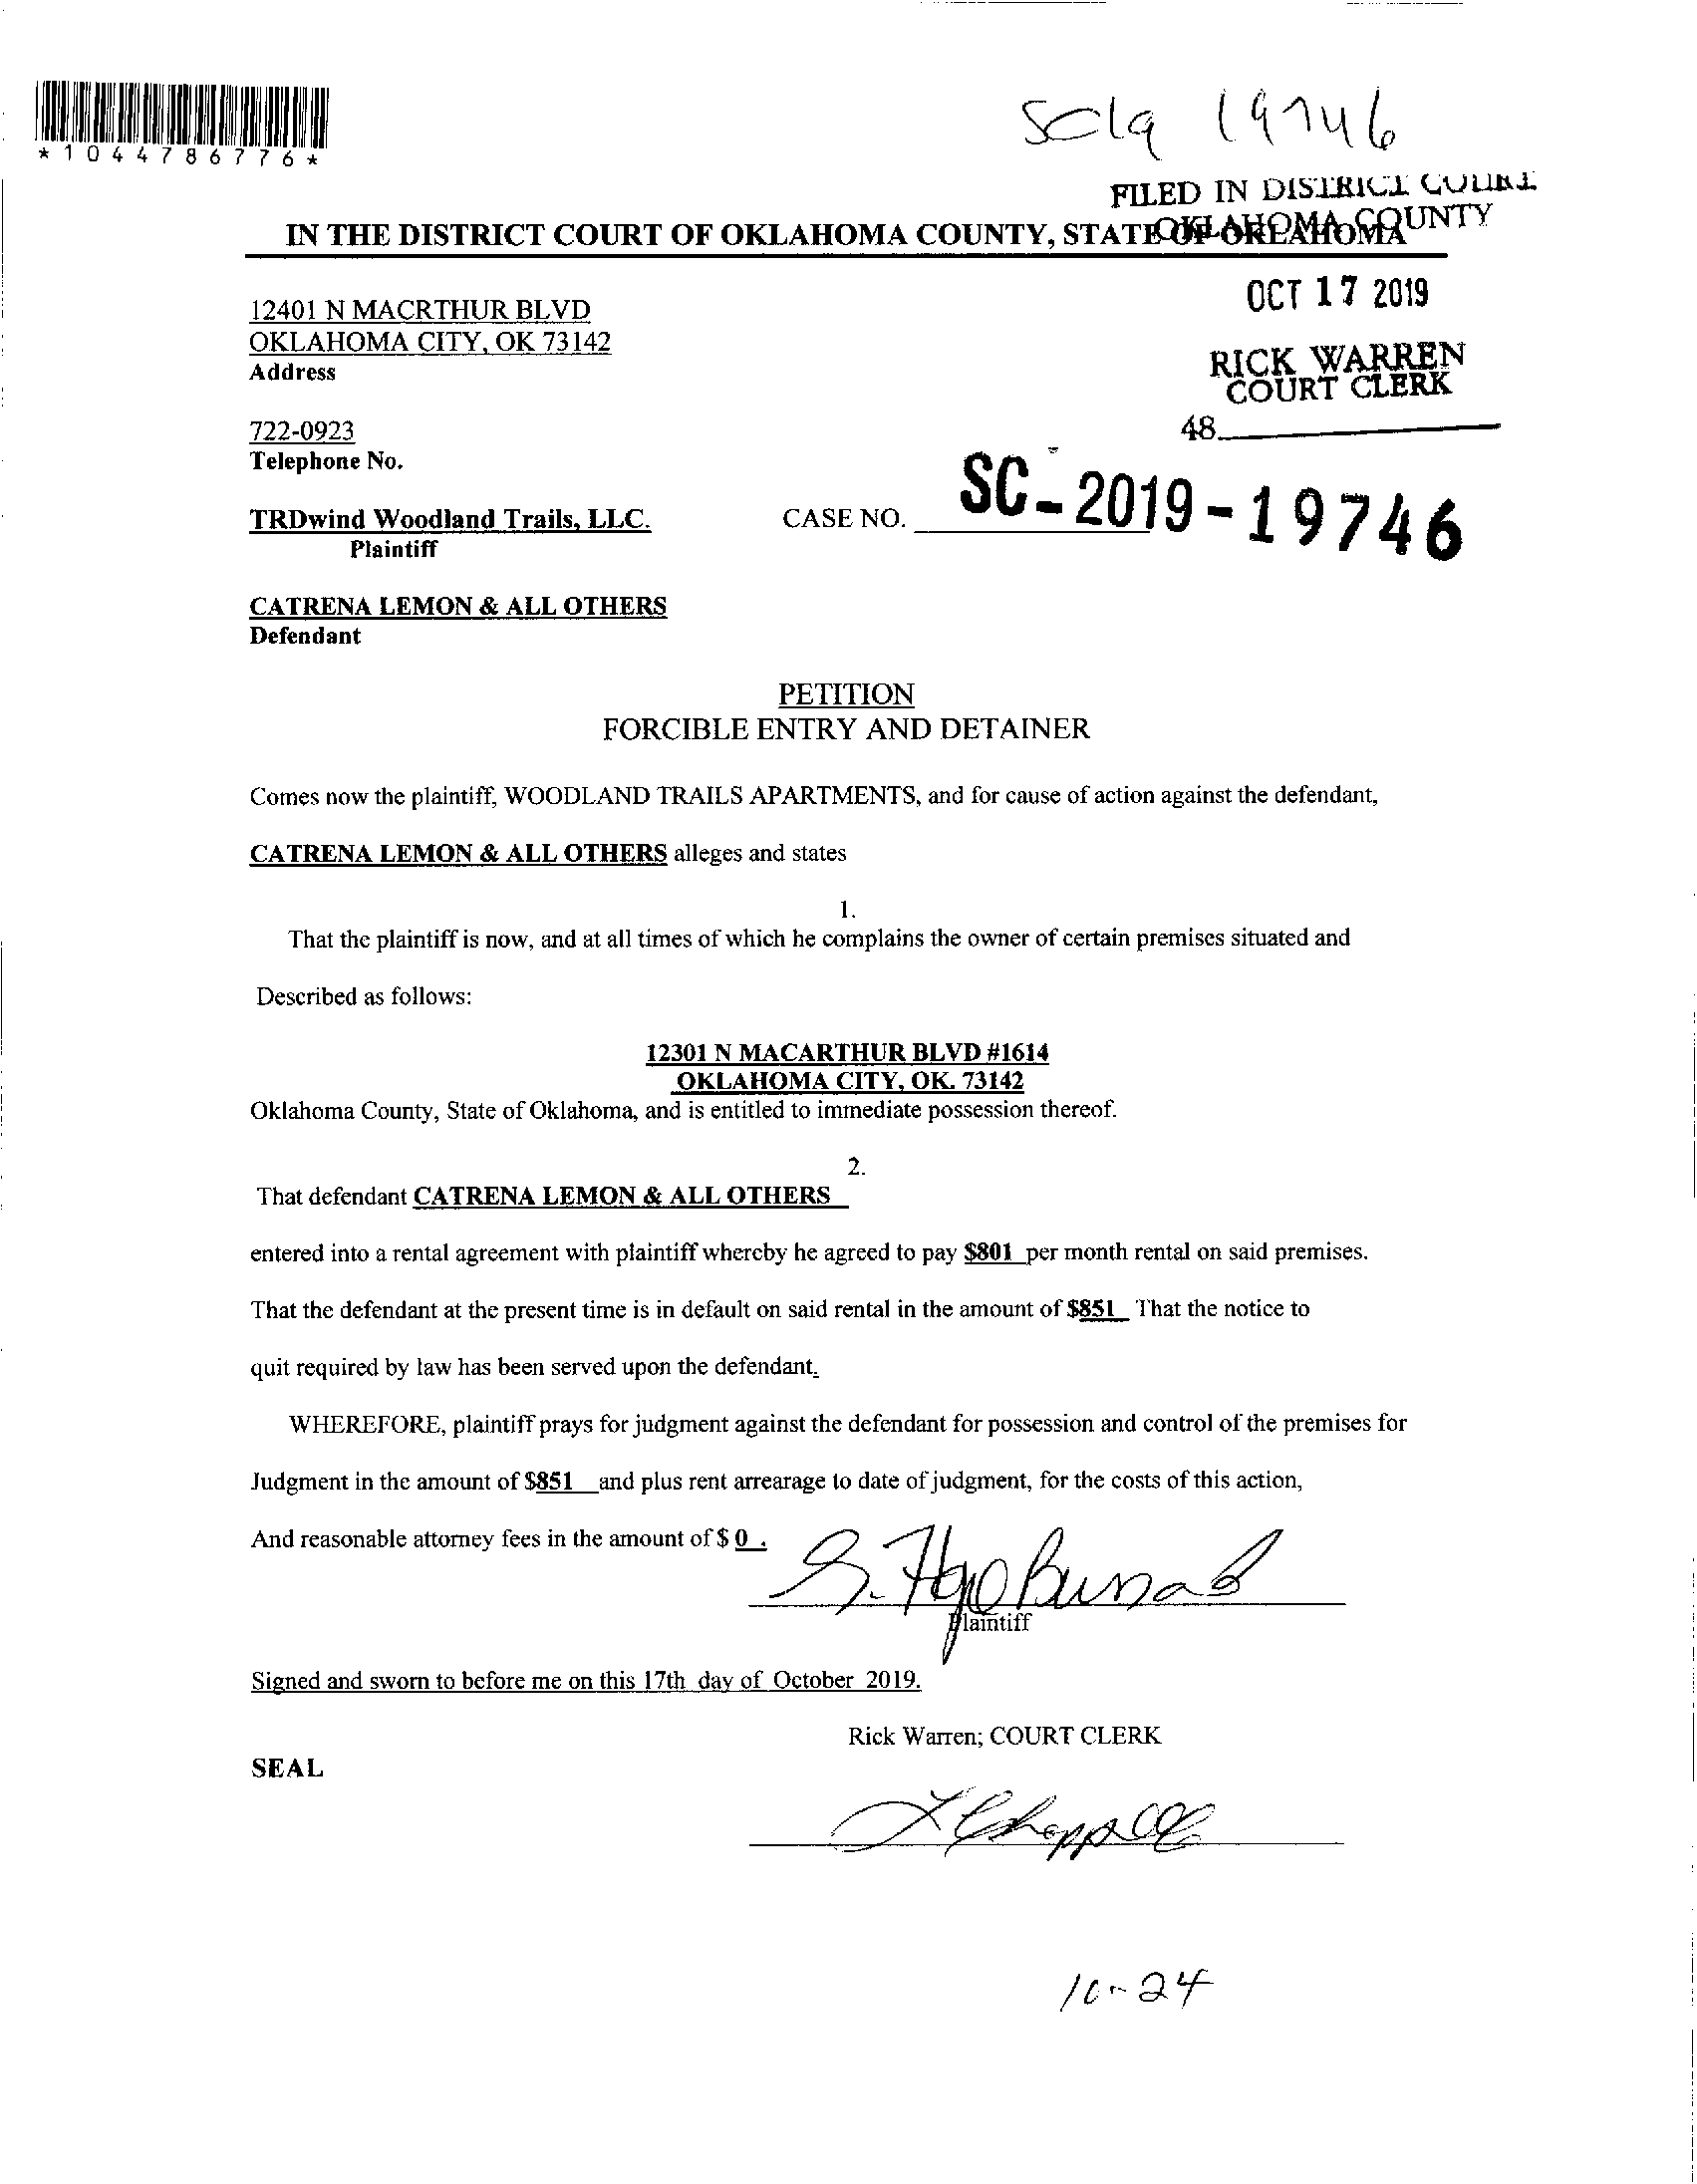 *1044786776*
SC19 19746
FILED IN DISTRICT COURT
OKLAHOMA COUNTY
IN THE DISTRICT COURT OF OKLAHOMA COUNTY, STATE OF OKLAHOMA
OCT 17 2019
12401 N MACRTHUR BLVD
OKLAHOMA CITY, OK 73142
Address
RICK WARREN
COURT CLERK
48
722-0923
Telephone No.
TRDwind Woodland Trails, LLC.
Plaintiff
CASE NO. SC-2019-19746
CATRENA LEMON & ALL OTHERS
Defendant
PETITION
FORCIBLE ENTRY AND DETAINER
Comes now the plaintiff, WOODLAND TRAILS APARTMENTS, and for cause of action against the defendant,
CATRENA LEMON & ALL OTHERS alleges and states
1.
That the plaintiff is now, and at all times of which he complains the owner of certain premises situated and
Described as follows:
12301 N MACARTHUR BLVD #1614
OKLAHOMA CITY, OK. 73142
Oklahoma County, State of Oklahoma, and is entitled to immediate possession thereof.
2.
That defendant CATRENA LEMON & ALL OTHERS
entered into a rental agreement with plaintiff whereby he agreed to pay $801 per month rental on said premises.
That the defendant at the present time is in default on said rental in the amount of $851 That the notice to
quit required by law has been served upon the defendant.
WHEREFORE, plaintiff prays for judgment against the defendant for possession and control of the premises for
Judgment in the amount of $851 and plus rent arrearage to date of judgment, for the costs of this action,
And reasonable attorney fees in the amount of $ 0 .
Plaintiff
Signed and sworn to before me on this 17th day of October 2019.
Rick Warren; COURT CLERK
SEAL
10-24